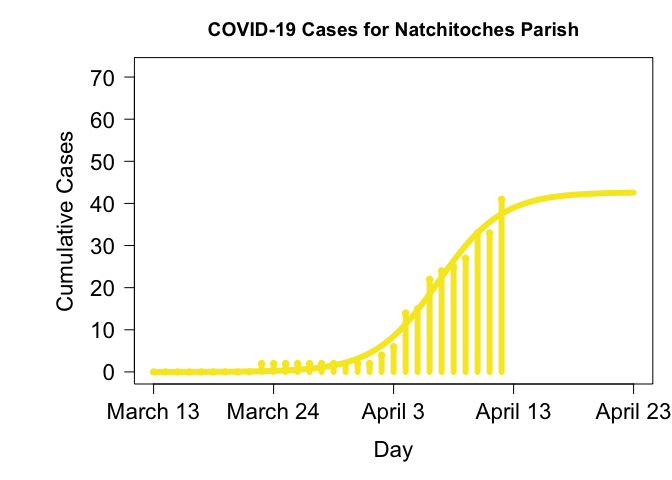 COVID-19 Cases for Natchitoches Parish
Cumulative Cases
70
60
50
40
30
20
10
0
March 13 March 24 April 3 April 13 April 23
Day